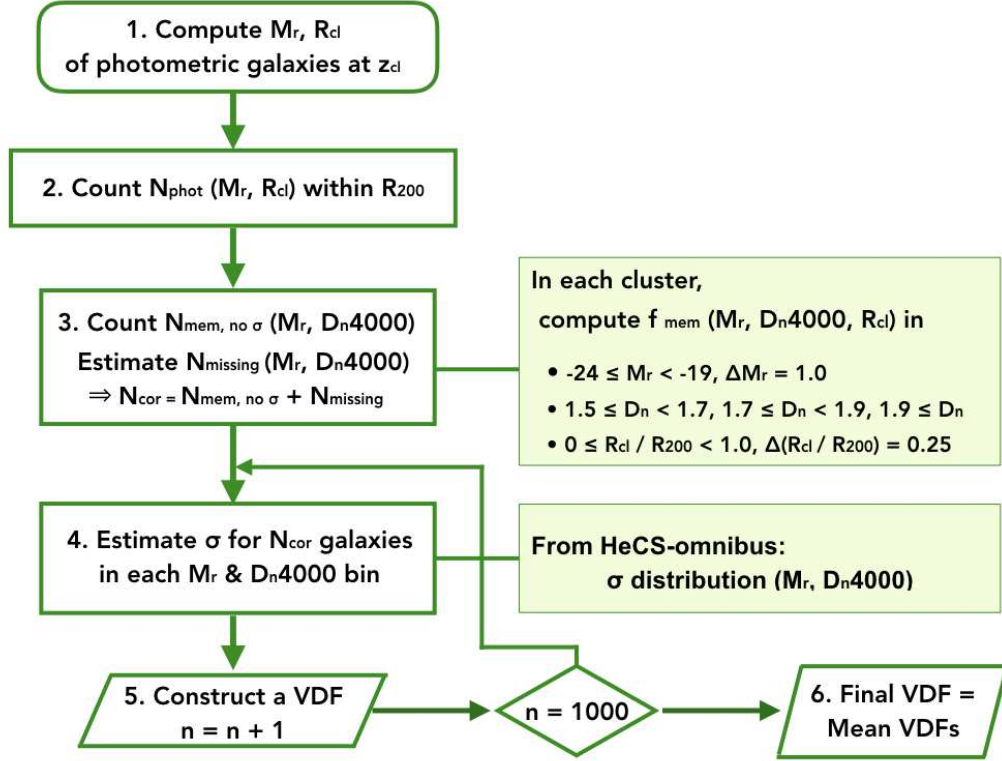 1. Compute Mr, Rcl
of photometric galaxies at zcl
2. Count Nphot (Mr, Rcl) within R200
3. Count Nmem, no σ (Mr, Dn4000)
Estimate Nmissing (Mr, Dn4000)
⇒ Ncor = Nmem, no σ + Nmissing
In each cluster,
compute f mem (Mr, Dn4000, Rcl) in
• -24 ≤ Mr < -19, ΔMr = 1.0
• 1.5 ≤ Dn < 1.7, 1.7 ≤ Dn < 1.9, 1.9 ≤ Dn
• 0 ≤ Rcl / R200 < 1.0, Δ(Rcl / R200) = 0.25
4. Estimate σ for Ncor galaxies
in each Mr & Dn4000 bin
From HeCS-omnibus:
σ distribution (Mr, Dn4000)
5. Construct a VDF
n = n + 1
n = 1000
6. Final VDF =
Mean VDFs